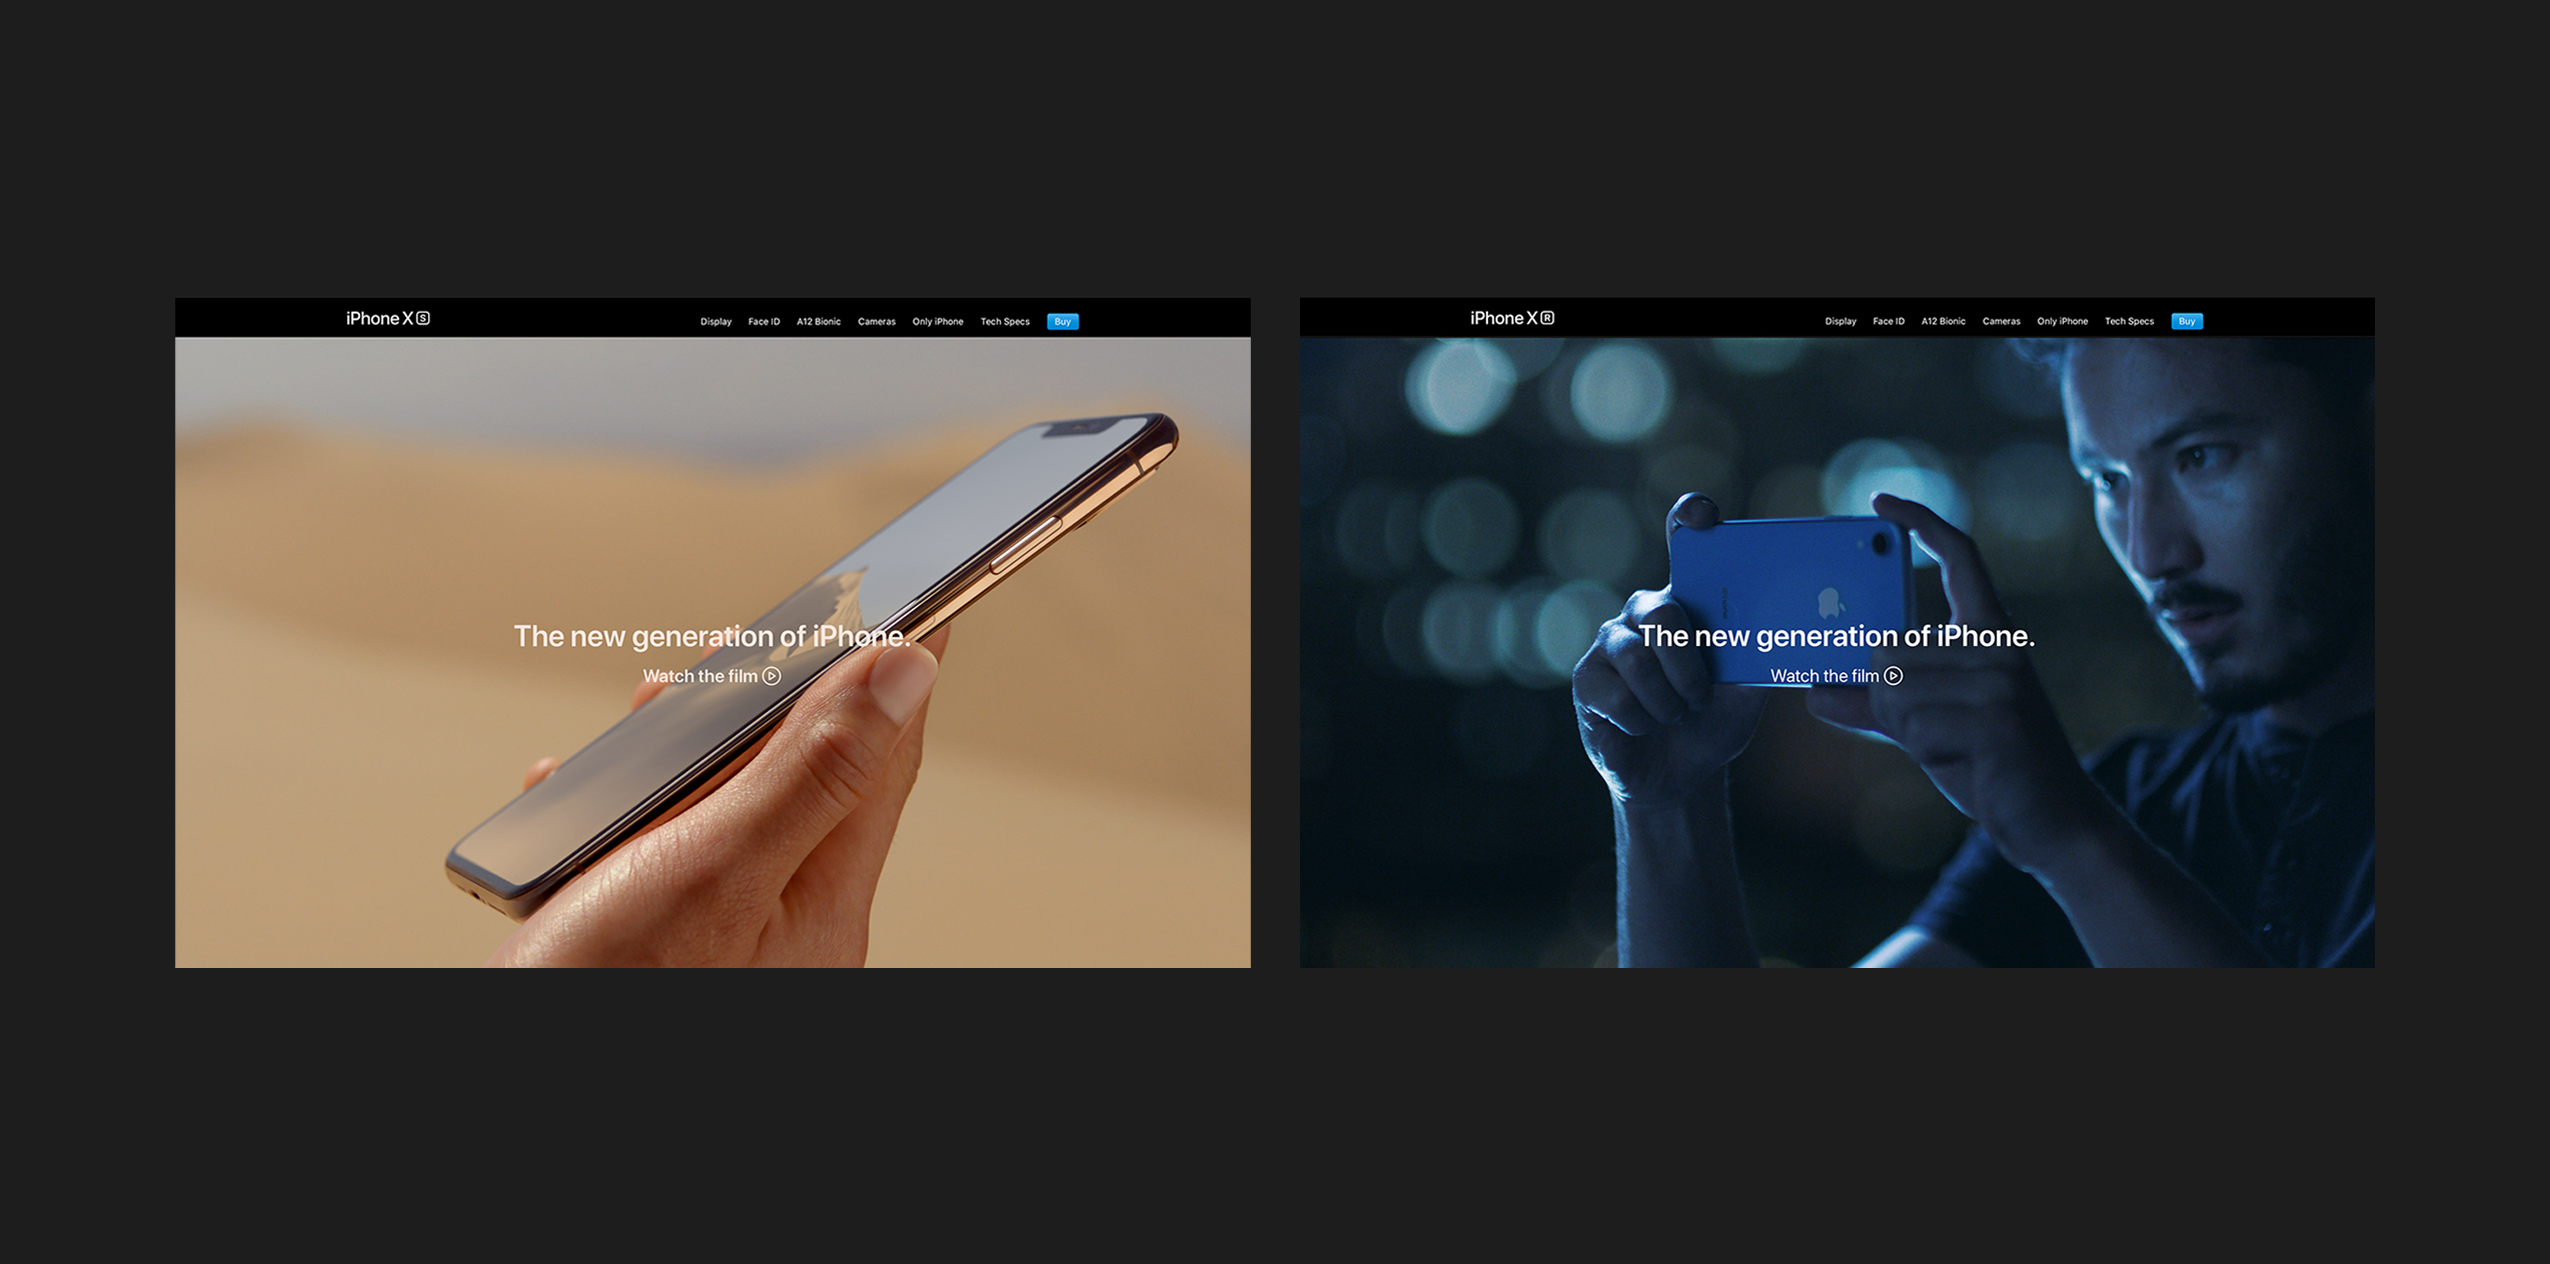 iPhone XS
Display Face ID A12 Bionic Cameras Only iPhone Tech Specs Buy
The new generation of iPhone.
Watch the film
iPhone XR
Display Face ID A12 Bionic Cameras Only iPhone Tech Specs Buy
The new generation of iPhone.
Watch the film